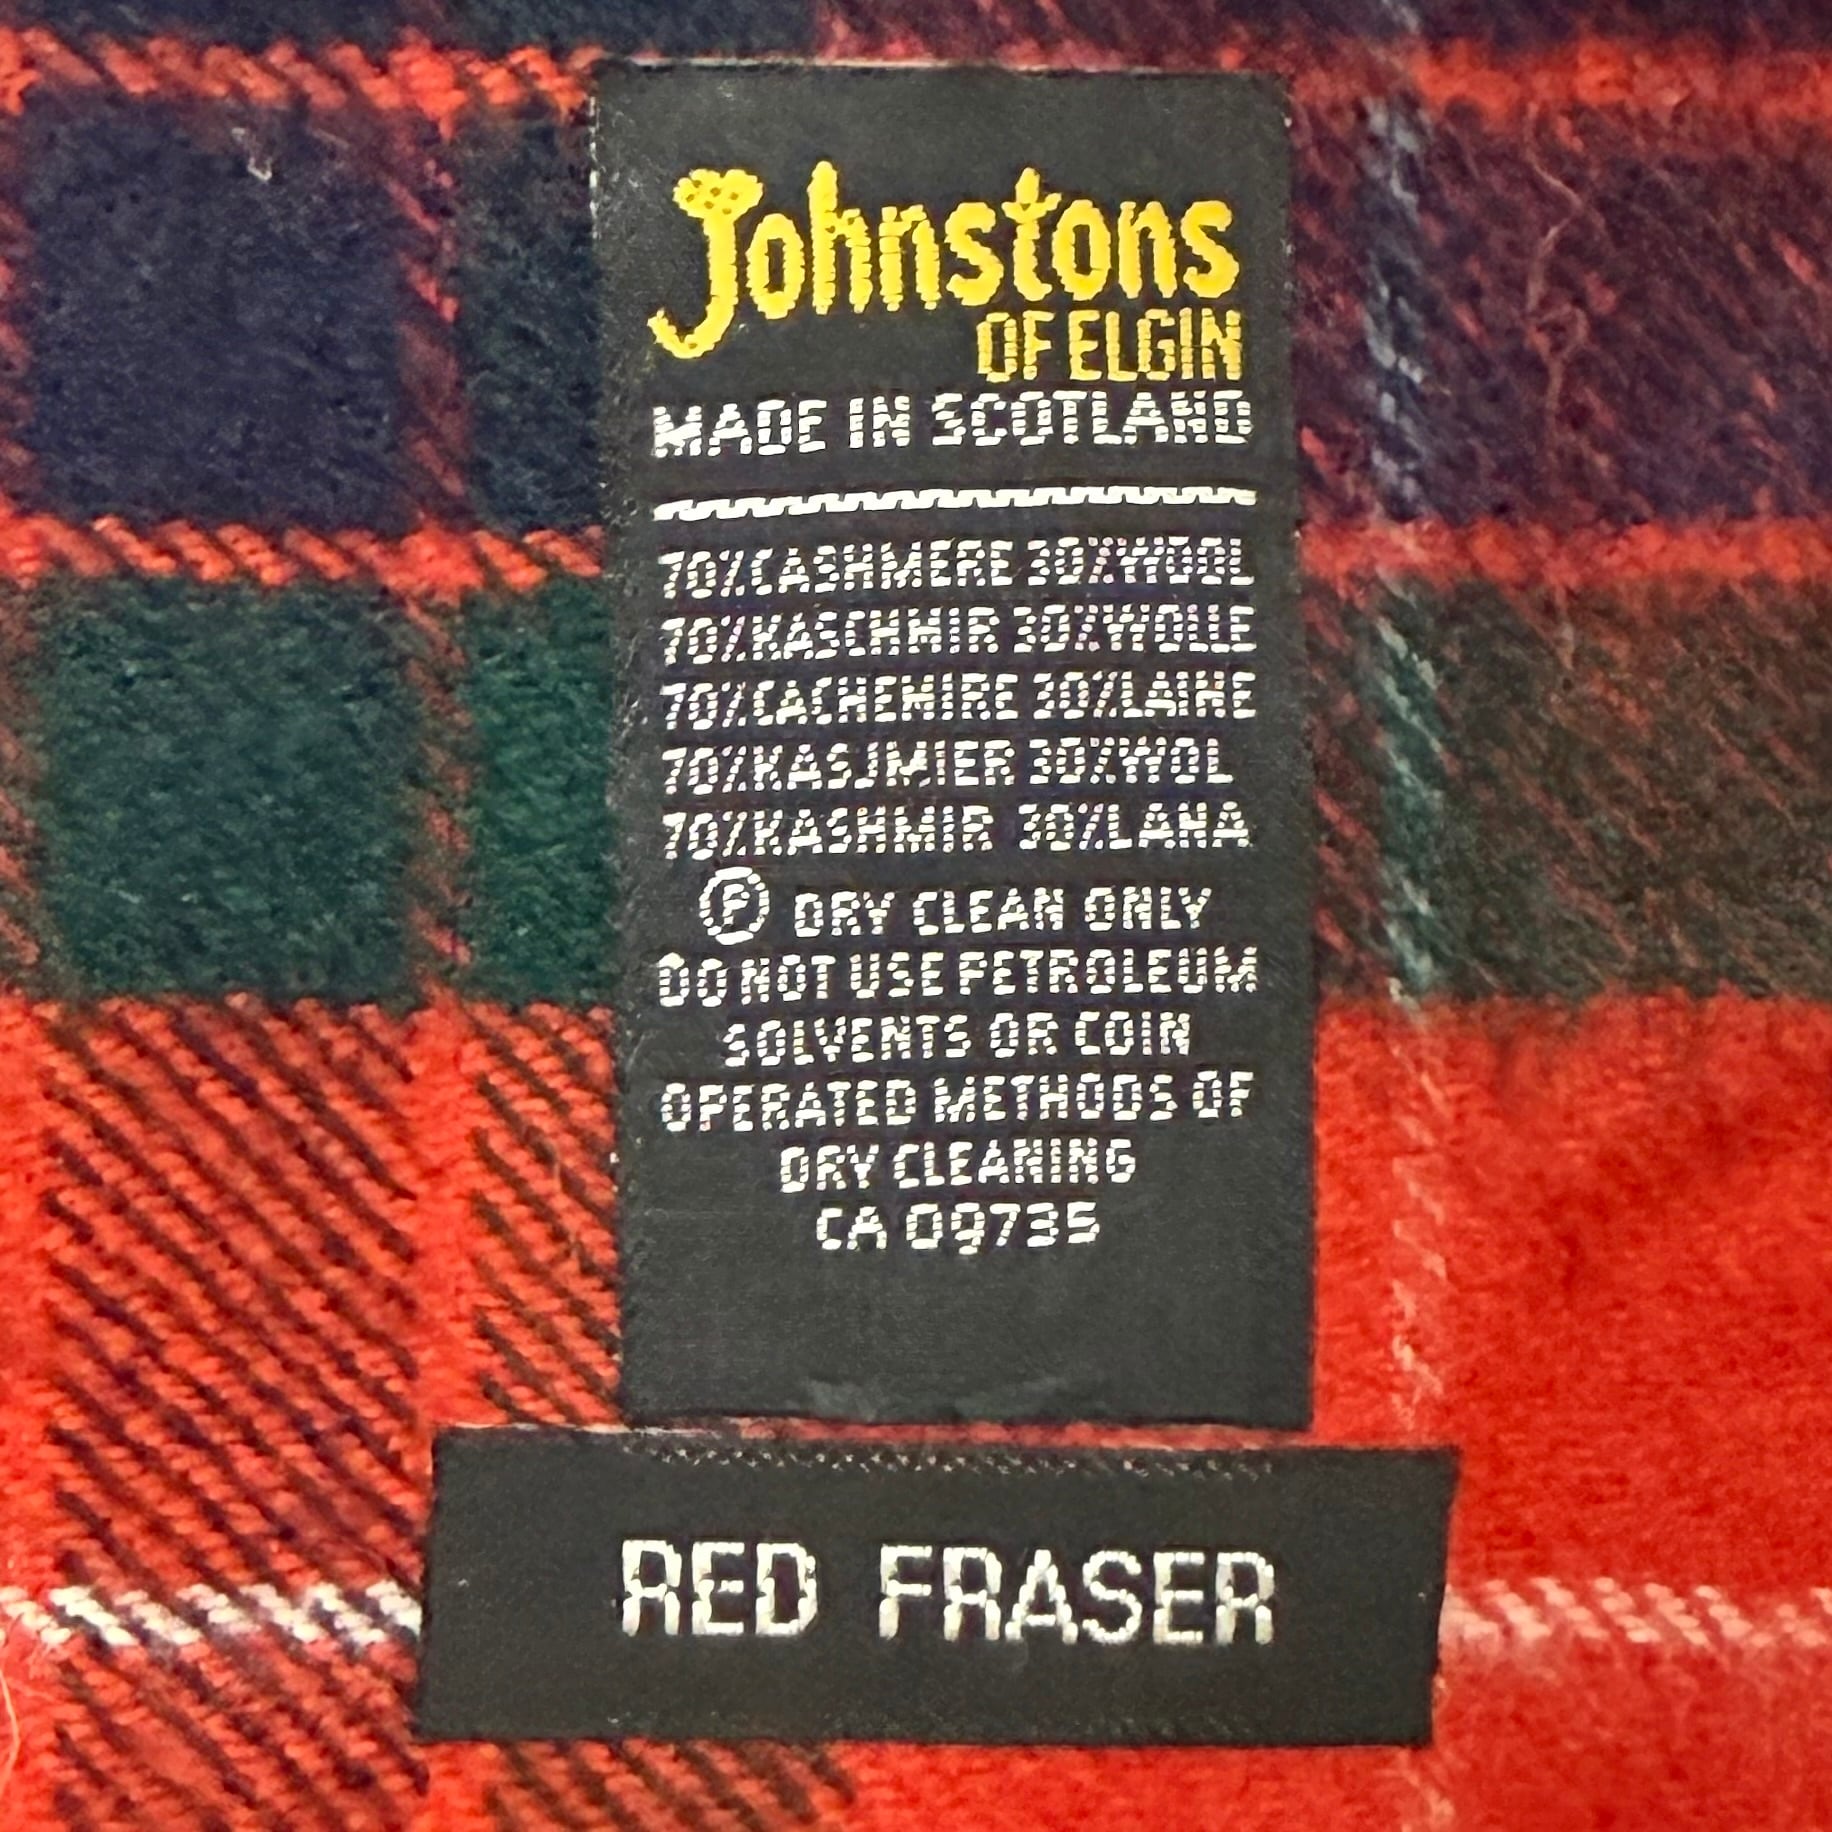 Johnstons
OF ELGIN
MADE IN SCOTLAND
70%CASHMERE 30%WOOL
70%KASCHMIR 30%WOLLE
70%CACHEMIRE 30%LAINE
70%KASJMIER 30%WOL
70%KASHMIR 30%LANA
Ⓟ DRY CLEAN ONLY
DO NOT USE PETROLEUM
SOLVENTS OR COIN
OPERATED METHODS OF
DRY CLEANING
CA 09735
RED FRASER